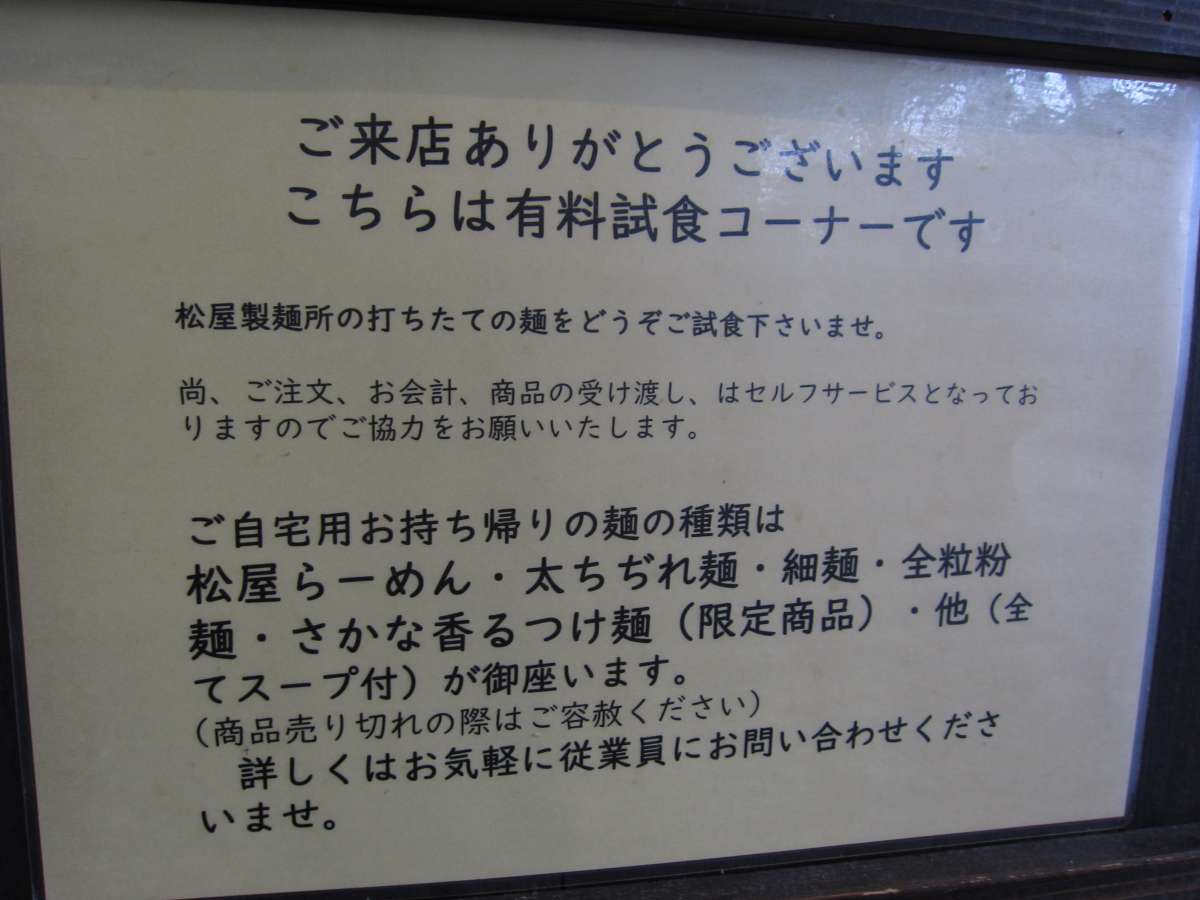 ご来店ありがとうございます
こちらは有料試食コーナーです
松屋製麺所の打ちたての麺をどうぞご試食下さいませ。
尚、ご注文、お会計、商品の受け渡し、はセルフサービスとなってお
りますのでご協力をお願いいたします。
ご自宅用お持ち帰りの麺の種類は
松屋らーめん・太ちぢれ麺・細麺・全粒粉
麺・さかな香るつけ麺（限定商品）・他（全
てスープ付）が御座います。
（商品売り切れの際はご容赦ください）
詳しくはお気軽に従業員にお問い合わせくださ
いませ。